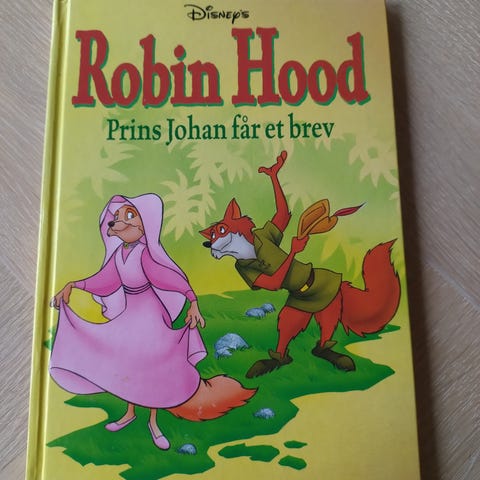 Disney's
Robin Hood
Prins Johan får et brev